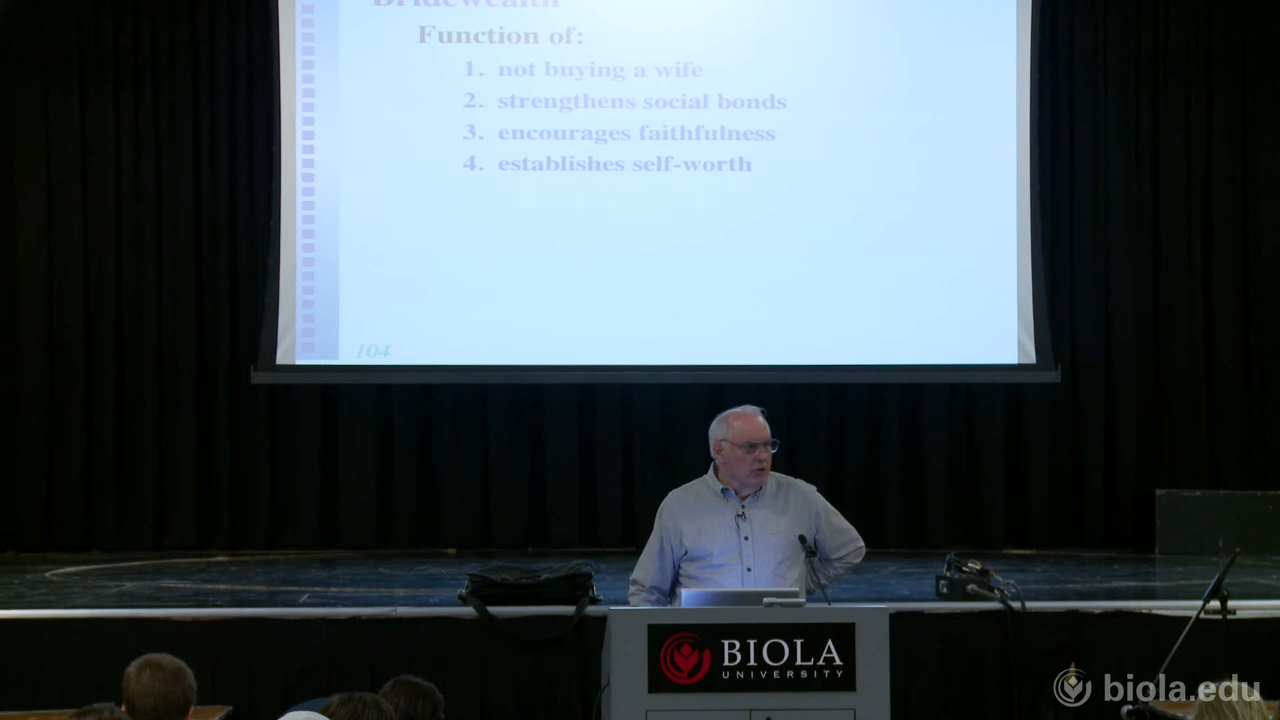 Bridewealth
Function of:
1. not buying a wife
2. strengthens social bonds
3. encourages faithfulness
4. establishes self-worth
104
BIOLA
UNIVERSITY
biola.edu